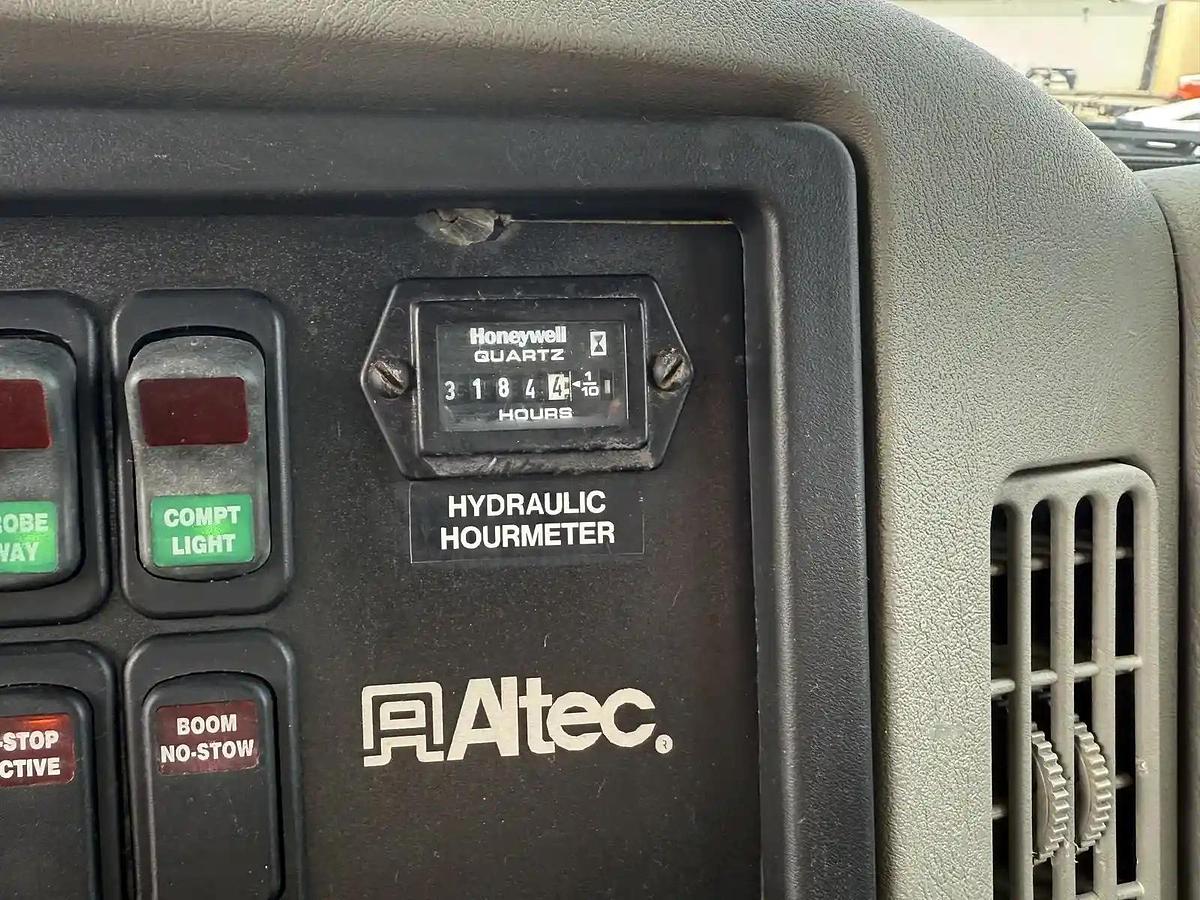 Honeywell
QUARTZ
3 1 8 4 4 1/10
HOURS
HYDRAULIC
HOURMETER
OBE
WAY
COMPT
LIGHT
-STOP
CTIVE
BOOM
NO-STOW
Altec®